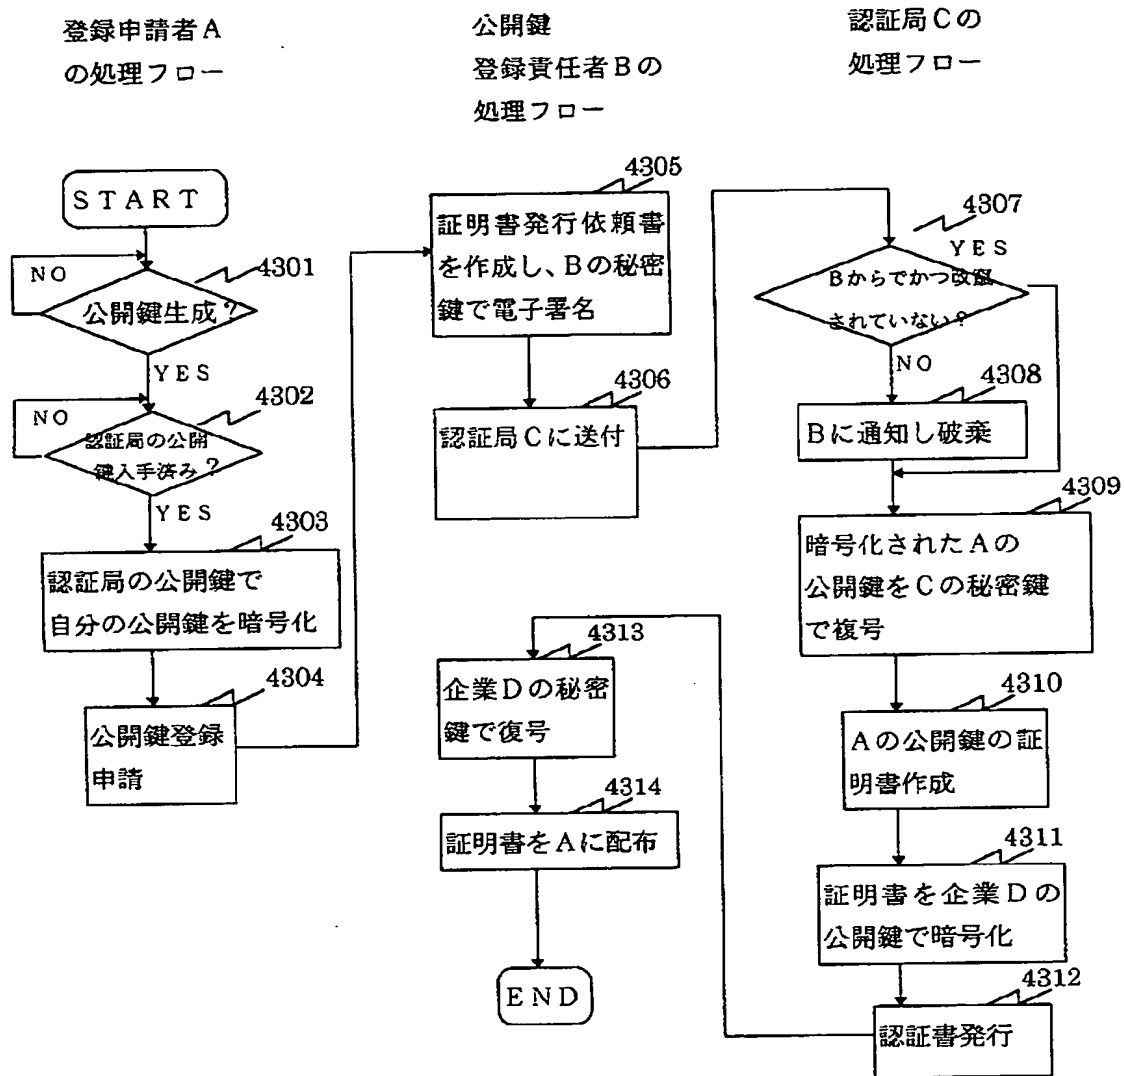 登録申請者A
の処理フロー
START
NO
4301
公開鍵生成?
YES
NO
4302
認証局の公開
鍵入手済み?
YES
4303
認証局の公開鍵で
自分の公開鍵を暗号化
4304
公開鍵登録
申請
公開鍵
登録責任者Bの
処理フロー
4305
証明書発行依頼書
を作成し、Bの秘密
鍵で電子署名
4306
認証局Cに送付
4313
企業Dの秘密
鍵で復号
4314
証明書をAに配布
END
認証局Cの
処理フロー
4307
YES
Bからでかつ改竄
されていない?
NO
4308
Bに通知し破棄
4309
暗号化されたAの
公開鍵をCの秘密鍵
で複号
4310
Aの公開鍵の証
明書作成
4311
証明書を企業Dの
公開鍵で暗号化
4312
認証書発行